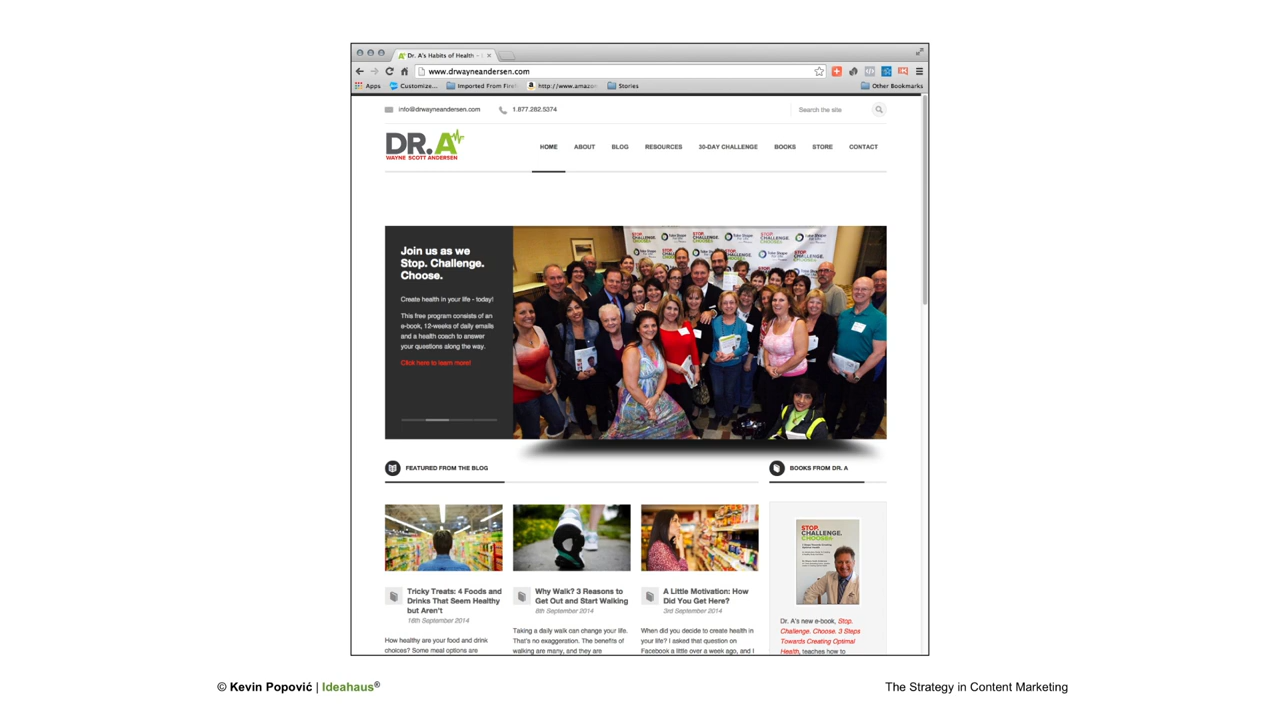 Dr. A's Habits of Health -
www.drwayneandersen.com
Apps
Customize...
Imported From Fire
http://www.amazon
Stories
Other Bookmarks
info@drwayneandersen.com
1.877.282.5374
Search the site
DR.A
WAYNE SCOTT ANDERSEN
HOME
ABOUT
BLOG
RESOURCES
30-DAY CHALLENGE
BOOKS
STORE
CONTACT
Join us as we
Stop. Challenge.
Choose.
Create health in your life - today!
This free program consists of an
e-book, 12-weeks of daily emails
and a health coach to answer
your questions along the way.
Click here to learn more!
STOP.
CHALLENGE.
CHOOSE.
FEATURED FROM THE BLOG
BOOKS FROM DR. A
Tricky Treats: 4 Foods and
Drinks That Seem Healthy
but Aren't
18th September 2014
How healthy are your food and drink
choices? Some meal options are
Why Walk? 3 Reasons to
Get Out and Start Walking
8th September 2014
Taking a daily walk can change your life.
That's no exaggeration. The benefits of
walking are many, and they are
A Little Motivation: How
Did You Get Here?
3rd September 2014
When did you decide to create health in
your life? I asked that question on
Facebook a little over a week ago, and I
STOP.
CHALLENGE.
CHOOSE.
Dr. A's new e-book, Stop.
Challenge. Choose. 3 Steps
Towards Creating Optimal
Health, teaches how to
© Kevin Popović | Ideahaus®
The Strategy in Content Marketing